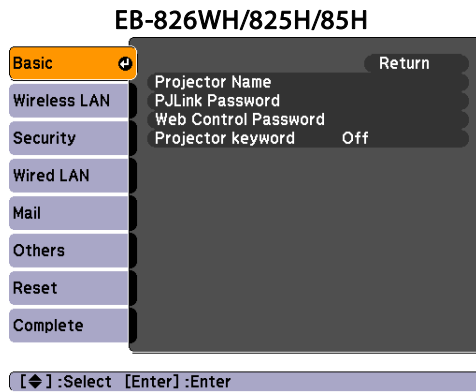 EB-826WH/825H/85H
Basic
Return
Projector Name
Wireless LAN
PJLink Password
Web Control Password
Security
Projector keyword Off
Wired LAN
Mail
Others
Reset
Complete
[◆] :Select [Enter] :Enter